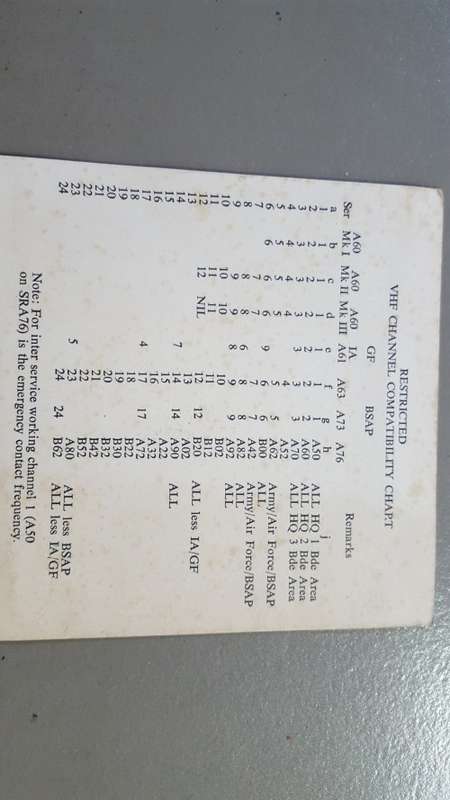 RESTRICTED
VHF CHANNEL COMPATIBILITY CHART
GF BSAP
A60 A60 A60 IA
Ser Mk I Mk II Mk III A61 A63 A73 A76 Remarks
a b c d e f g h j
1 1 1 1 1 1 1 A50 ALL HQ 1 Bde Area
2 2 2 2 2 2 2 A60 ALL HQ 2 Bde Area
3 3 3 3 3 3 3 A70 ALL HQ 3 Bde Area
4 4 4 4 4 A52
5 5 5 5 5 5 A62 Army/Air Force/BSAP
6 6 6 6 9 6 6 B00 ALL
7 7 7 7 7 A42 Army/Air Force/BSAP
8 8 8 6 8 8 A82 ALL
9 9 9 8 9 9 A92 ALL
10 10 10 10 B02
11 11 11 11 B12
12 12 NIL 12 12 B20 ALL less IA/GF
13 13 A02
14 7 14 14 A90 ALL
15 15 A22
16 16 A32
17 4 17 17 A72
18 18 B22
19 19 B30
20 20 B32
21 21 B42
22 22 B52
23 5 23 A80 ALL less BSAP
24 24 24 B62 ALL less IA/GF
Note: For inter service working channel 1 (A50
on SRA76) is the emergency contact frequency.